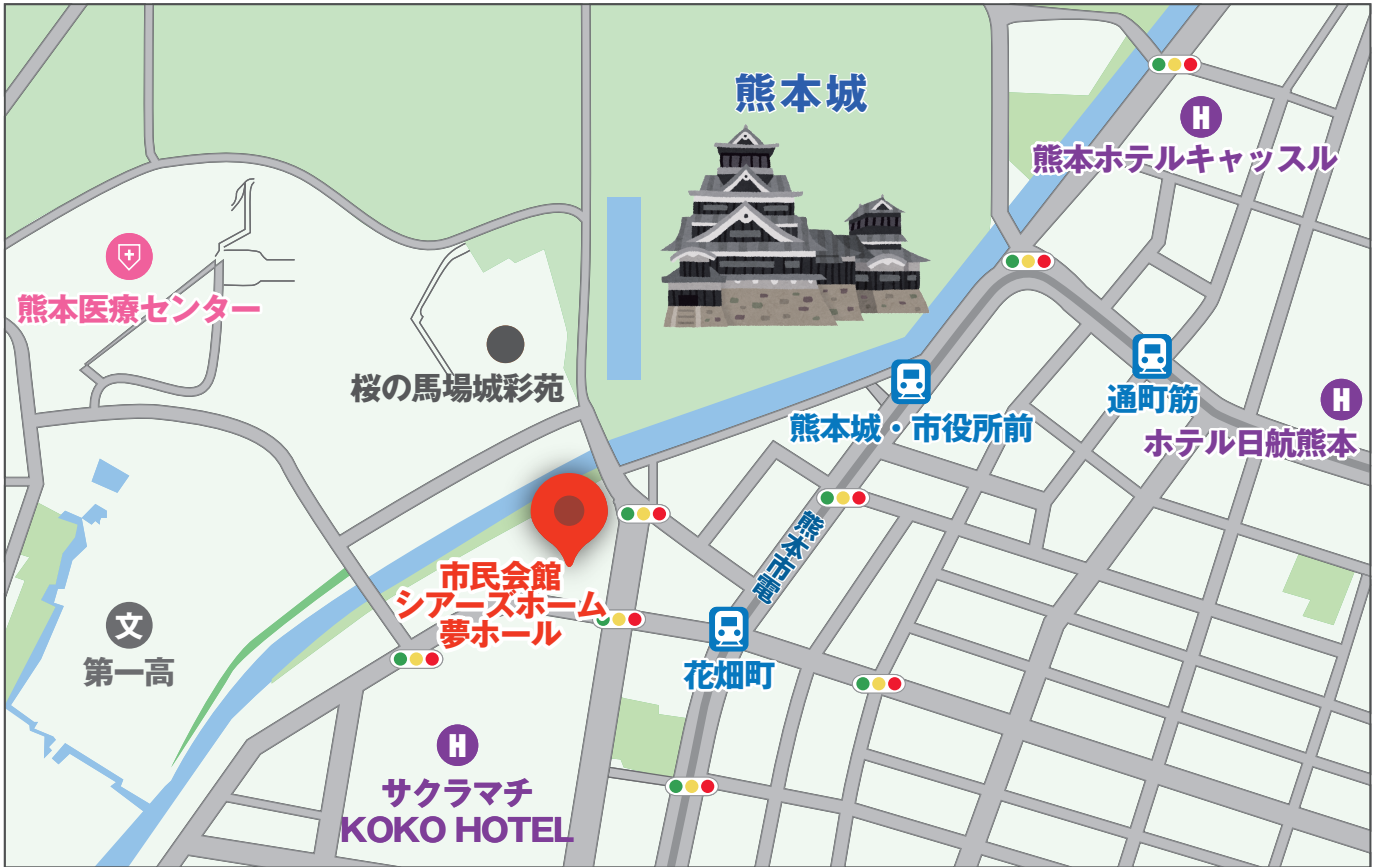 熊本城
H
熊本ホテルキャッスル
熊本医療センター
桜の馬場城彩苑
通町筋
H
ホテル日航熊本
熊本城・市役所前
熊本市電
市民会館
シアーズホーム
夢ホール
文
第一高
花畑町
H
サクラマチ
KOKO HOTEL